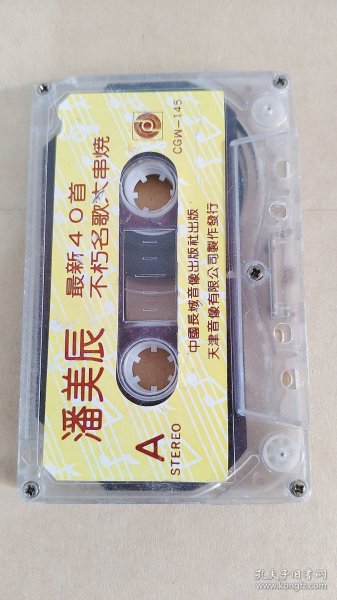 潘美辰
最新40首
不朽名歌大串燒
A
STEREO
CGW-145
中國長城音像出版社出版
天津音像有限公司製作發行
孔夫子旧书网